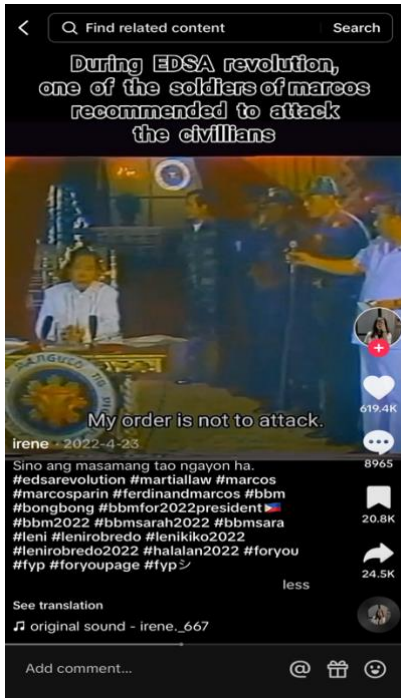 Find related content
Search
During EDSA revolution,
one of the soldiers of marcos
recommended to attack
the civillians
My order is not to attack.
619.4K
irene · 2022-4-23
8965
Sino ang masamang tao ngayon ha.
#edsarevolution #martiallaw #marcos
#marcosparin #ferdinandmarcos #bbm
#bongbong #bbmfor2022president🇵🇭
#bbm2022 #bbmsarah2022 #bbmsara
#leni #lenirobredo #lenikiko2022
#lenirobredo2022 #halalan2022 #foryou
#fyp #foryoupage #fypシ
20.8K
24.5K
less
See translation
original sound - irene._667
Add comment...